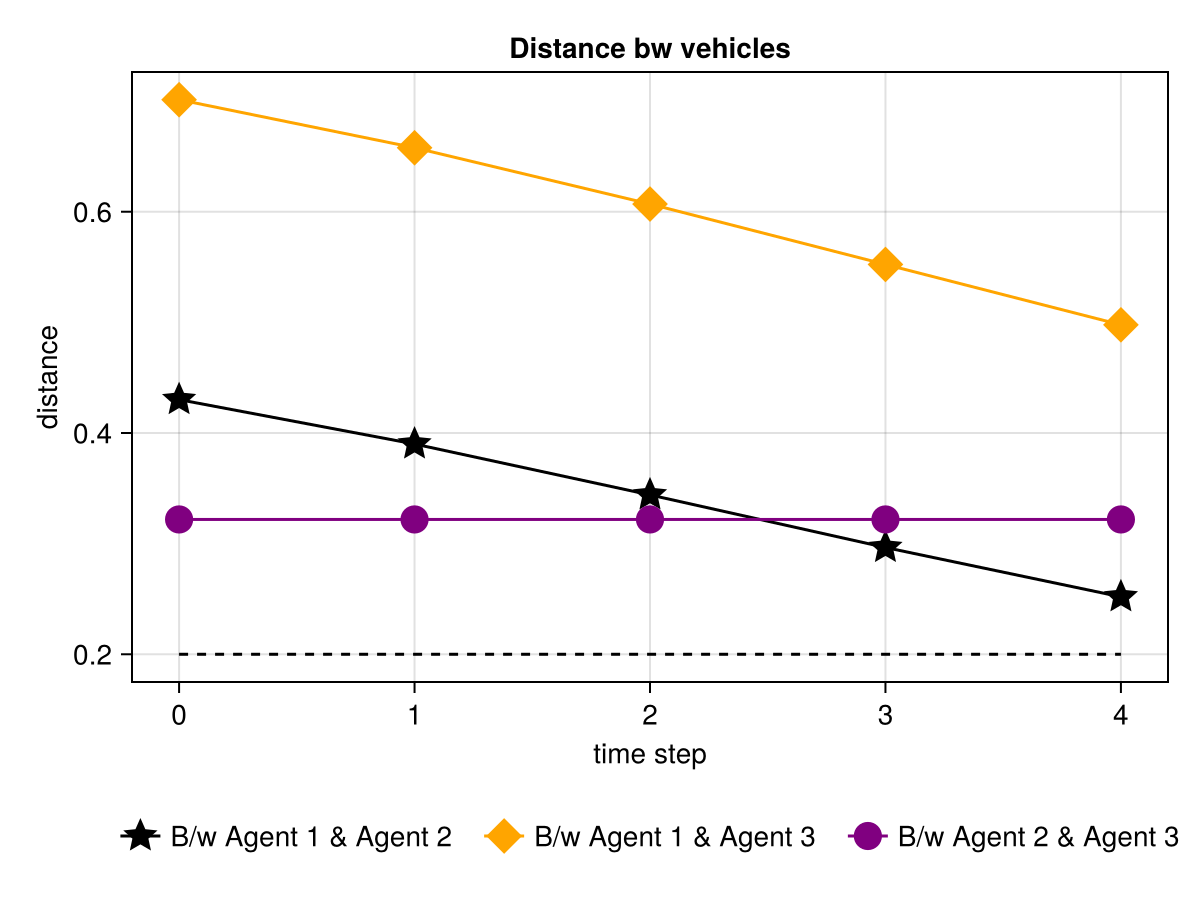 Distance bw vehicles
distance
0.6
0.4
0.2
0 1 2 3 4
time step
B/w Agent 1 & Agent 2 B/w Agent 1 & Agent 3 B/w Agent 2 & Agent 3